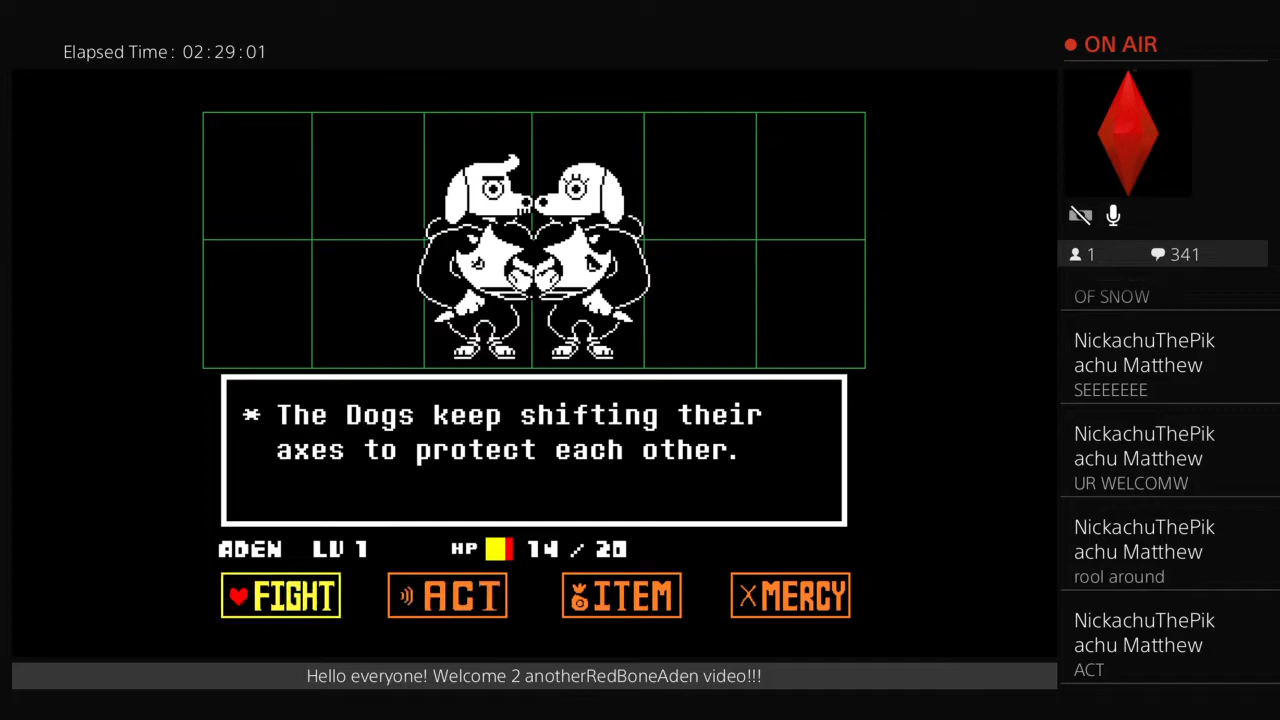 Elapsed Time: 02:29:01
ON AIR
1 341
OF SNOW
NickachuThePik
achu Matthew
SEEEEEEE
NickachuThePik
achu Matthew
UR WELCOMW
NickachuThePik
achu Matthew
rool around
NickachuThePik
achu Matthew
ACT
* The Dogs keep shifting their
axes to protect each other.
ADEN LV 1 HP 14 / 20
FIGHT ACT ITEM MERCY
Hello everyone! Welcome 2 anotherRedBoneAden video!!!